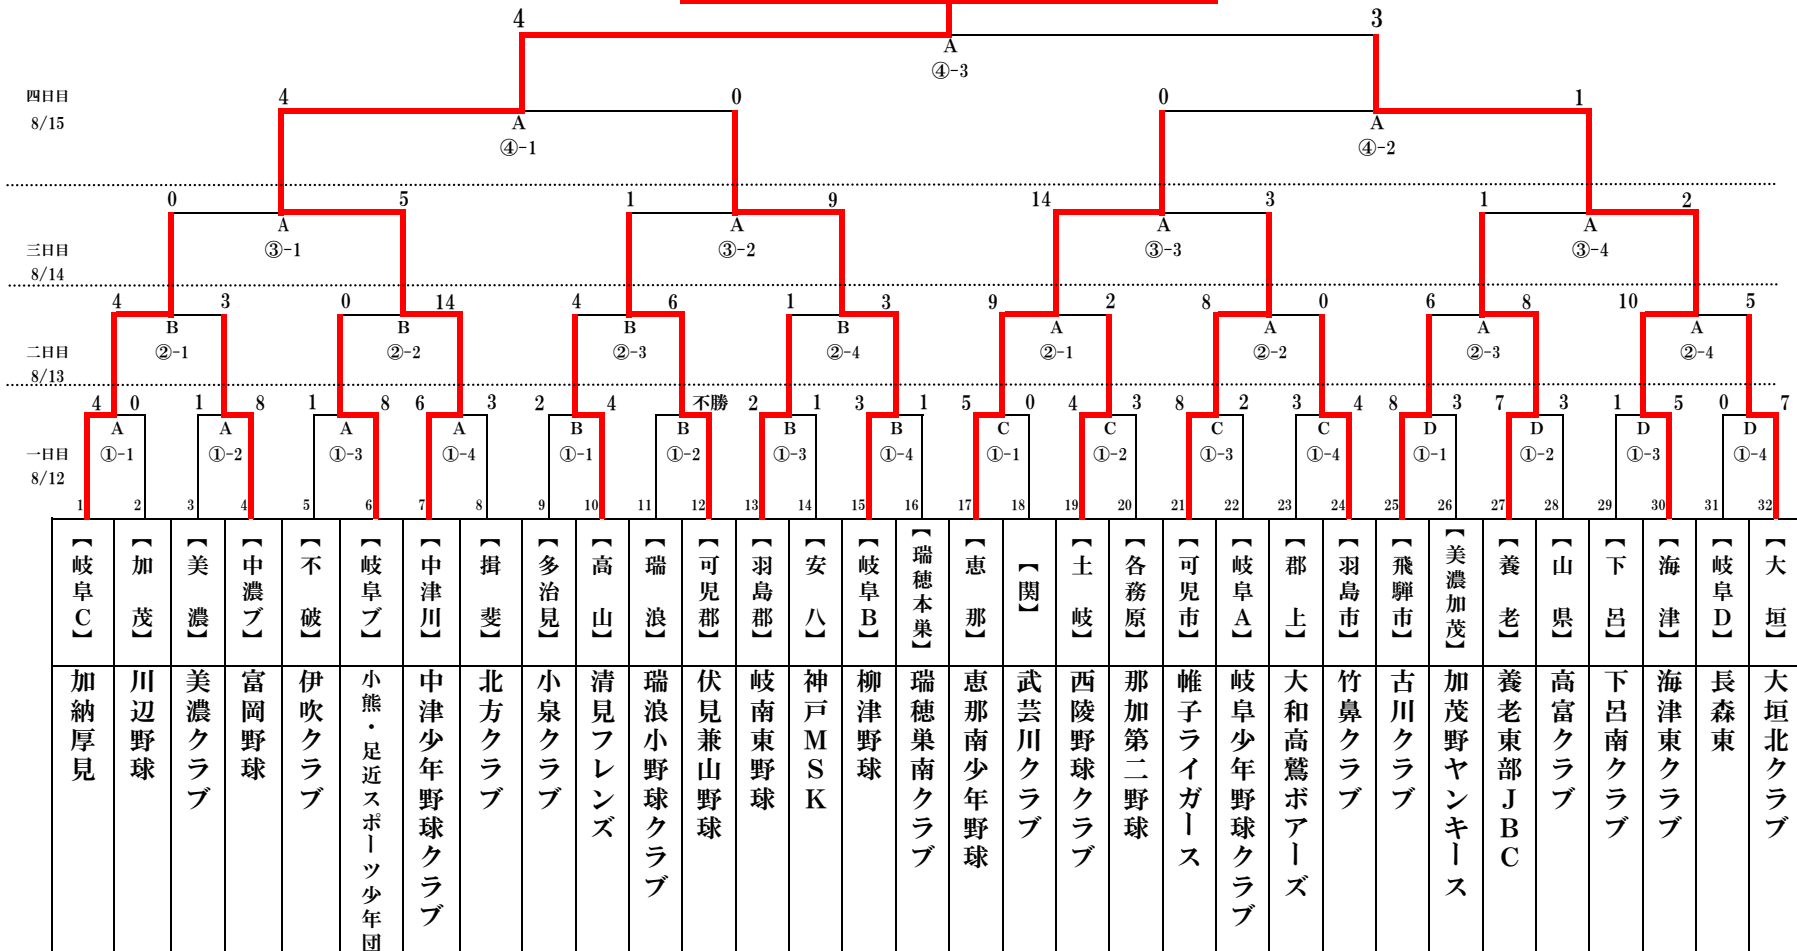 4 3
A
④-3
四日目 4 0 0 1
8/15 A A
④-1 ④-2
0 5 1 9 14 3 1 2
A A A A
三日目 ③-1 ③-2 ③-3 ③-4
8/14
4 3 0 14 4 6 1 3 9 2 8 0 6 8 10 5
B B B B A A A A
二日目 ②-1 ②-2 ②-3 ②-4 ②-1 ②-2 ②-3 ②-4
8/13
4 0 1 8 1 8 6 3 2 4 不勝 2 1 3 1 5 0 4 3 8 2 3 4 8 3 7 3 1 5 0 7
A A A A B B B B C C C C D D D D
一日目 ①-1 ①-2 ①-3 ①-4 ①-1 ①-2 ①-3 ①-4 ①-1 ①-2 ①-3 ①-4 ①-1 ①-2 ①-3 ①-4
8/12
1 2 3 4 5 6 7 8 9 10 11 12 13 14 15 16 17 18 19 20 21 22 23 24 25 26 27 28 29 30 31 32
【岐阜C】
加納厚見
【加茂】
川辺野球
【美濃】
美濃クラブ
【中濃ブ】
富岡野球
【不破】
伊吹クラブ
【岐阜ブ】
小熊・足近スポーツ少年団
【中津川】
中津少年野球クラブ
【揖斐】
北方クラブ
【多治見】
小泉クラブ
【高山】
清見フレンズ
【瑞浪】
瑞浪小野球クラブ
【可児郡】
伏見兼山野球
【羽島郡】
岐南東野球
【安八】
神戸MSK
【岐阜B】
柳津野球
【瑞穂本巣】
瑞穂巣南クラブ
【恵那】
恵那南少年野球
【関】
武芸川クラブ
【土岐】
西陵野球クラブ
【各務原】
那加第二野球
【可児市】
帷子ライガース
【岐阜A】
岐阜少年野球クラブ
【郡上】
大和高鷲ボアーズ
【羽島市】
竹鼻クラブ
【飛騨市】
古川クラブ
【美濃加茂】
加茂野ヤンキース
【養老】
養老東部JBC
【山県】
高富クラブ
【下呂】
下呂南クラブ
【海津】
海津東クラブ
【岐阜D】
長森東
【大垣】
大垣北クラブ